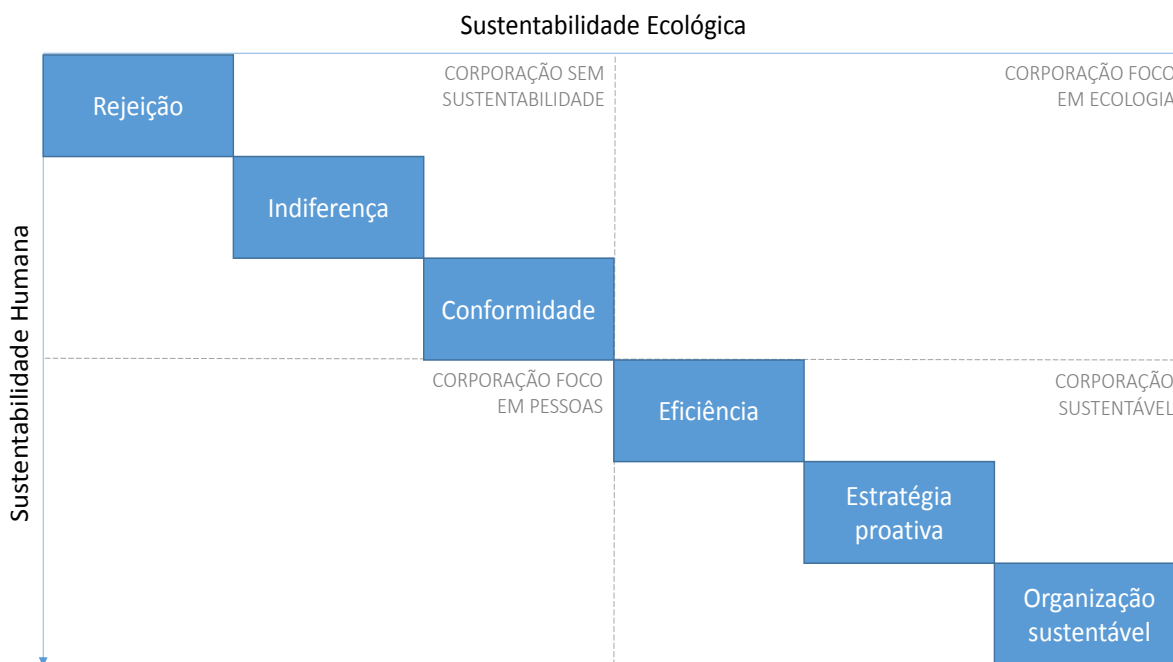 Sustentabilidade Ecológica
Sustentabilidade Humana
CORPORAÇÃO SEM
SUSTENTABILIDADE
CORPORAÇÃO FOCO
EM ECOLOGIA
Rejeição
Indiferença
Conformidade
CORPORAÇÃO FOCO
EM PESSOAS
CORPORAÇÃO
SUSTENTÁVEL
Eficiência
Estratégia
proativa
Organização
sustentável